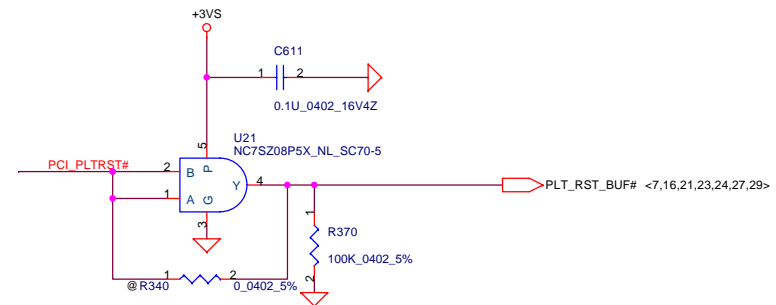 +3VS
C611
1
2
0.1U_0402_16V4Z
5
U21
NC7SZ08P5X_NL_SC70-5
PCI_PLTRST#
2
B
P
Y
4
1
A
G
3
PLT_RST_BUF# <7,16,21,23,24,27,29>
1
R370
100K_0402_5%
2
1
2
@R340
0_0402_5%